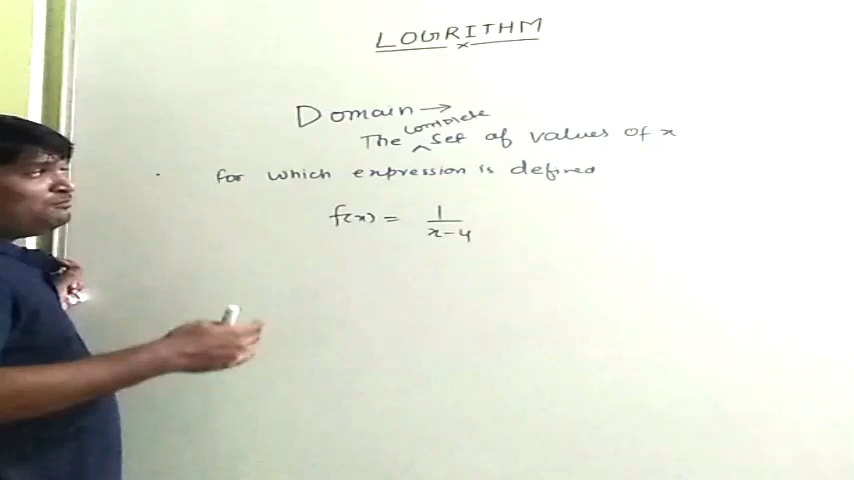 LOGRITHM
Domain →
The complete set of values of x
for which expression is defined
f(x) = 1/(x-4)